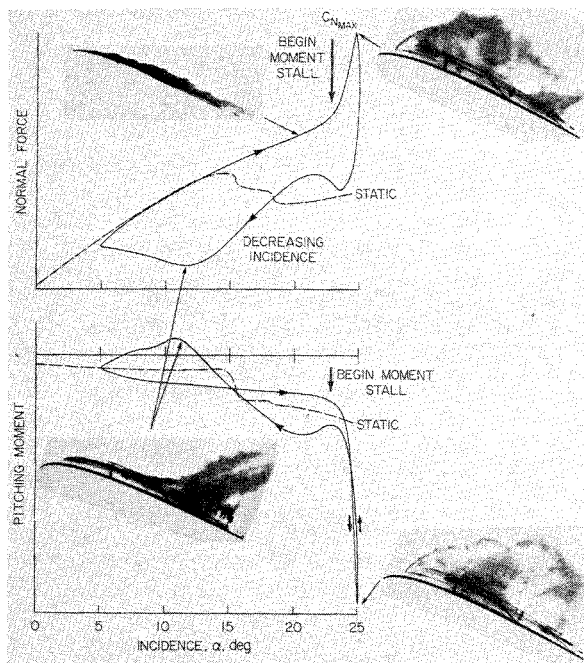 C_NMAX
BEGIN
MOMENT
STALL
NORMAL FORCE
STATIC
DECREASING
INCIDENCE
BEGIN MOMENT
STALL
STATIC
PITCHING MOMENT
0
5
10
15
20
25
INCIDENCE, α, deg